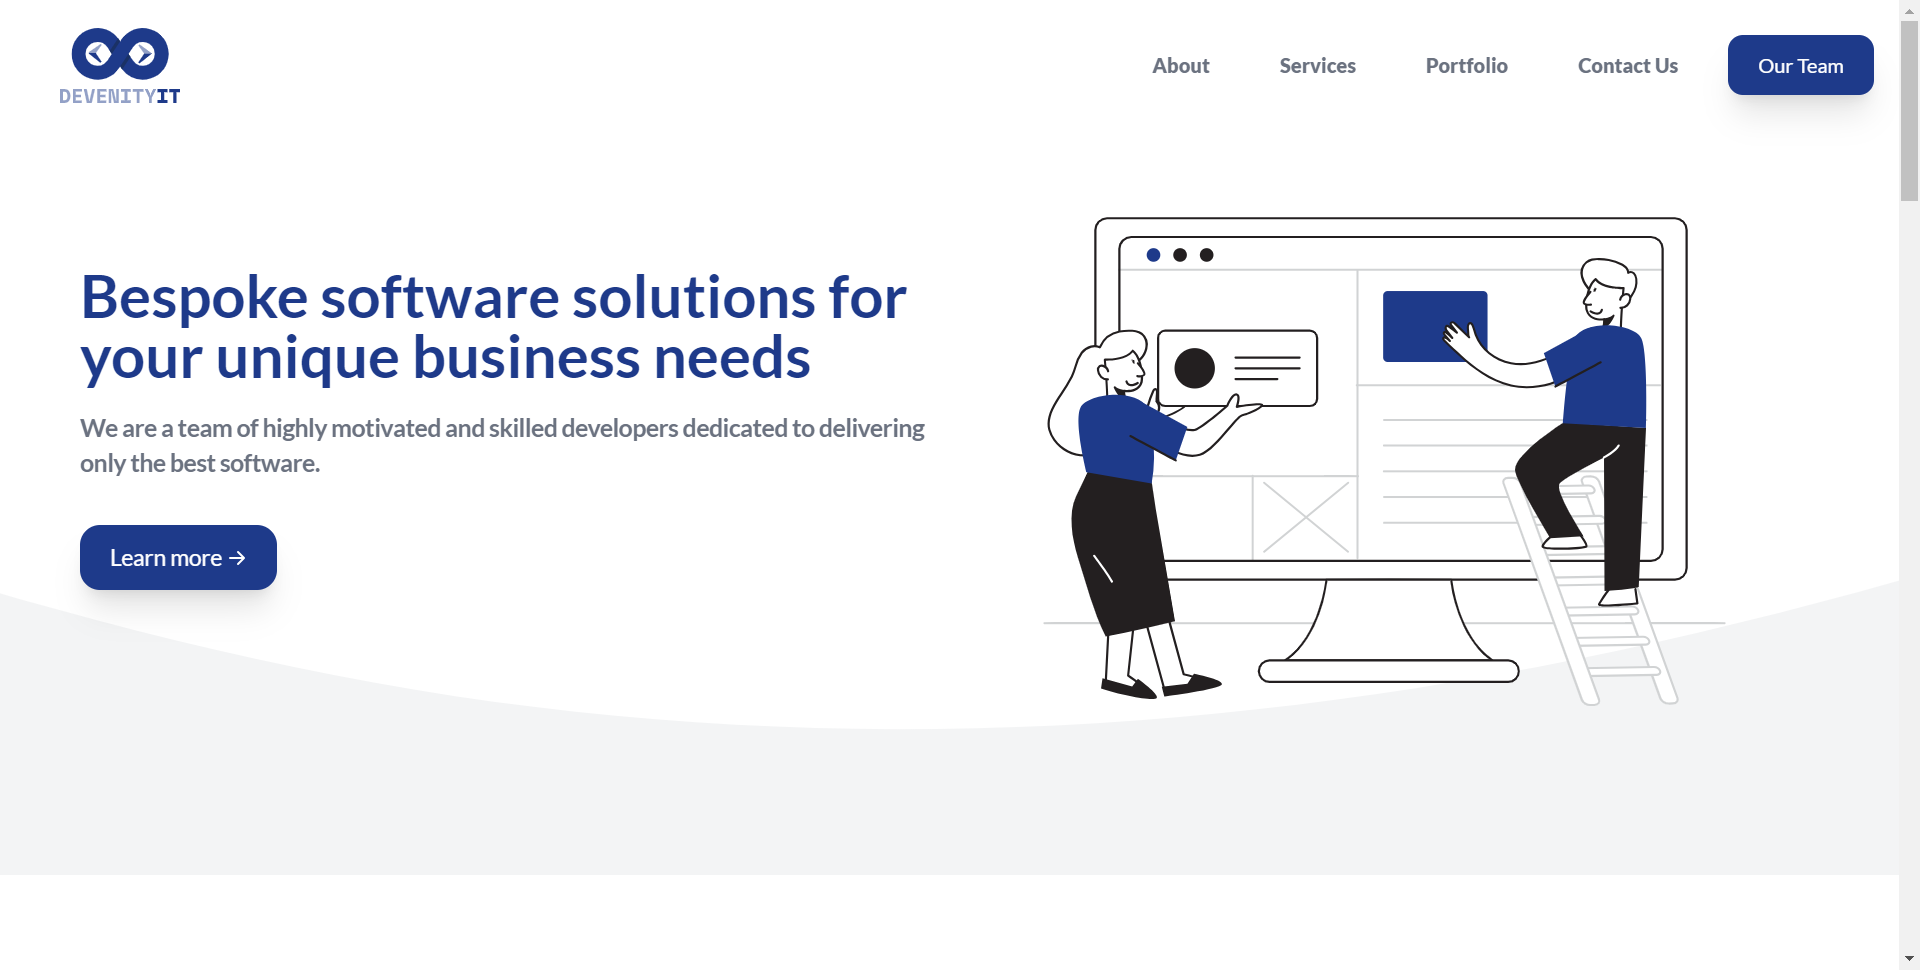 DEVENITYIT
About
Services
Portfolio
Contact Us
Our Team
Bespoke software solutions for
your unique business needs
We are a team of highly motivated and skilled developers dedicated to delivering
only the best software.
Learn more →